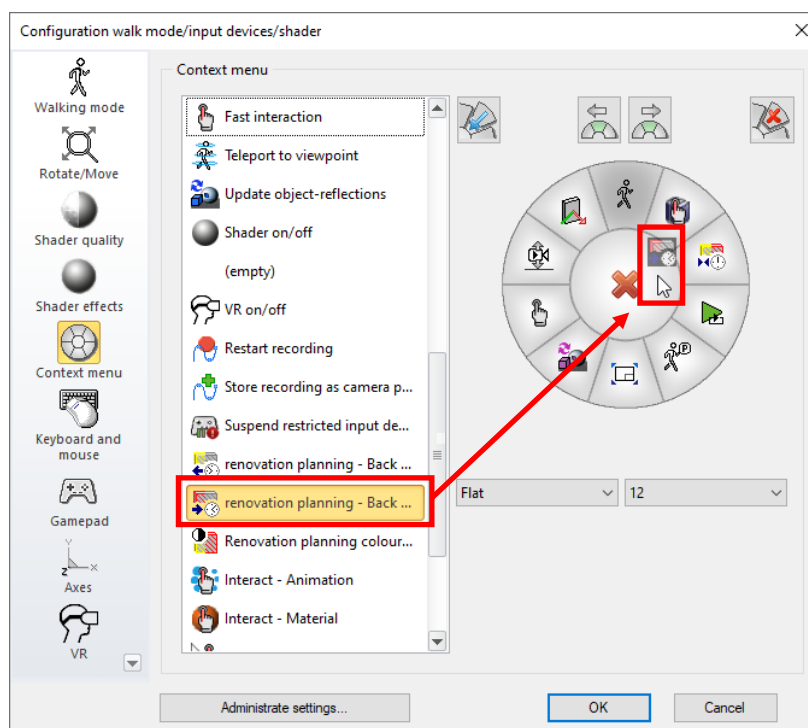 Configuration walk mode/input devices/shader
Walking mode
Rotate/Move
Shader quality
Shader effects
Context menu
Keyboard and
mouse
Gamepad
z
x
Y
Axes
VR
Context menu
Fast interaction
Teleport to viewpoint
Update object-reflections
Shader on/off
(empty)
VR on/off
Restart recording
Store recording as camera p...
Suspend restricted input de...
renovation planning - Back ...
renovation planning - Back ...
Renovation planning colour...
Interact - Animation
Interact - Material
P
Flat
12
Administrate settings...
OK
Cancel